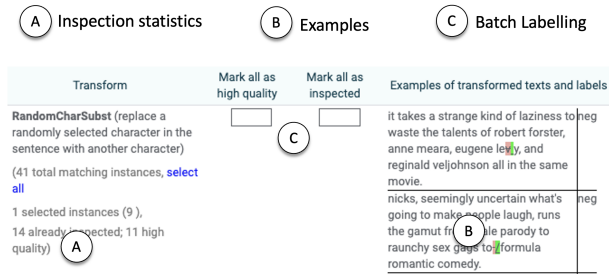 A Inspection statistics
B Examples
C Batch Labelling
Transform
Mark all as
high quality
Mark all as
inspected
Examples of transformed texts and labels
RandomCharSubst (replace a
randomly selected character in the
sentence with another character)
(41 total matching instances, select
all
1 selected instances (9 ),
14 already inspected; 11 high
quality)
A
C
it takes a strange kind of laziness to neg
waste the talents of robert forster,
anne meara, eugene levy, and
reginald veljohnson all in the same
movie.
nicks, seemingly uncertain what's neg
going to make people laugh, runs
the gamut from stale parody to
raunchy sex gags to formula
romantic comedy.
B